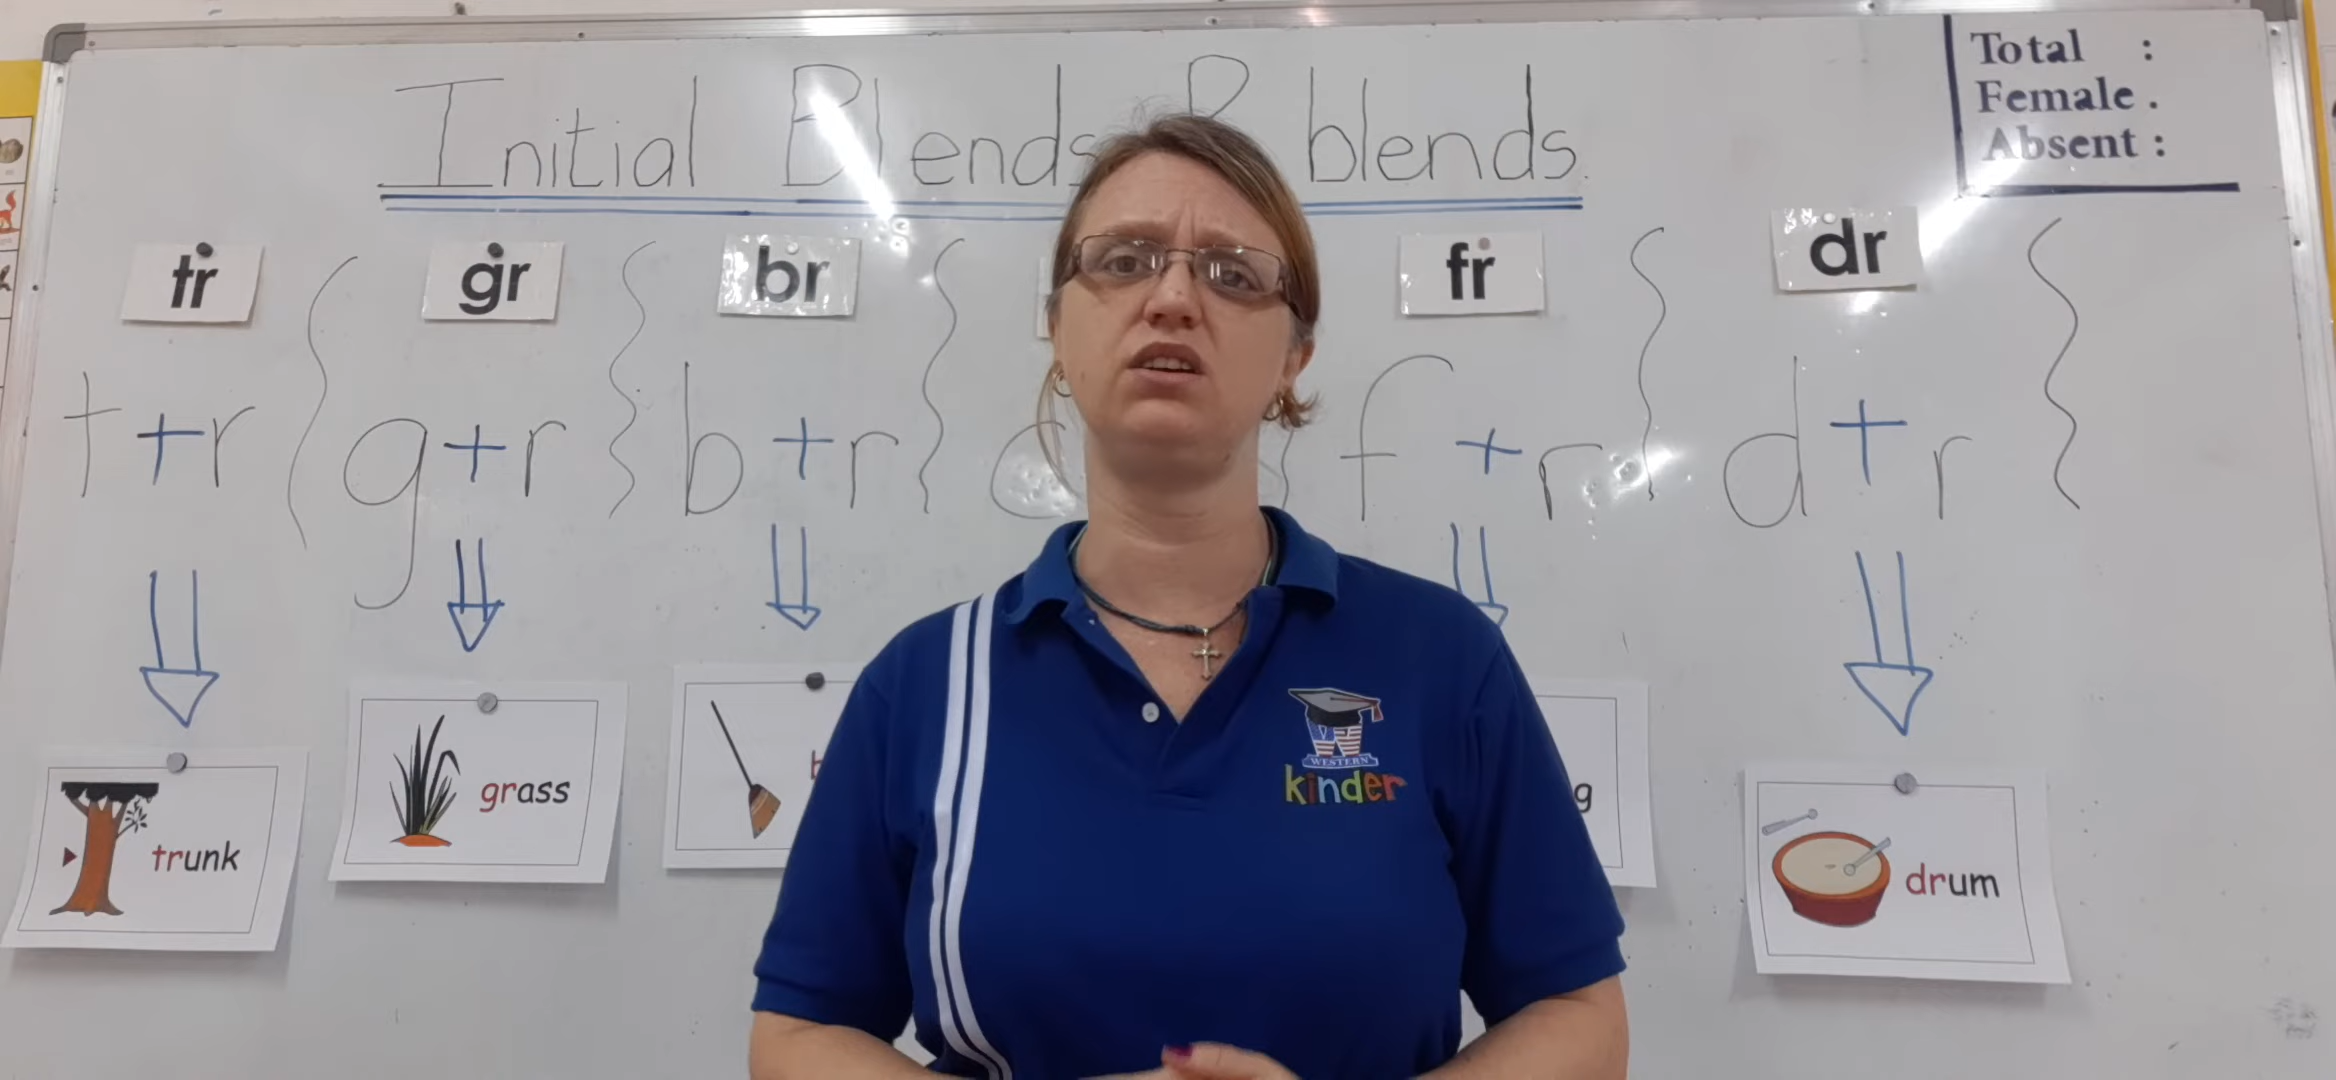 Initial Blends R blends.
Total :
Female .
Absent :
tr gr br fr dr
t+r g+r b+r c f+r d+r
trunk
grass
drum
WESTERN
kinder